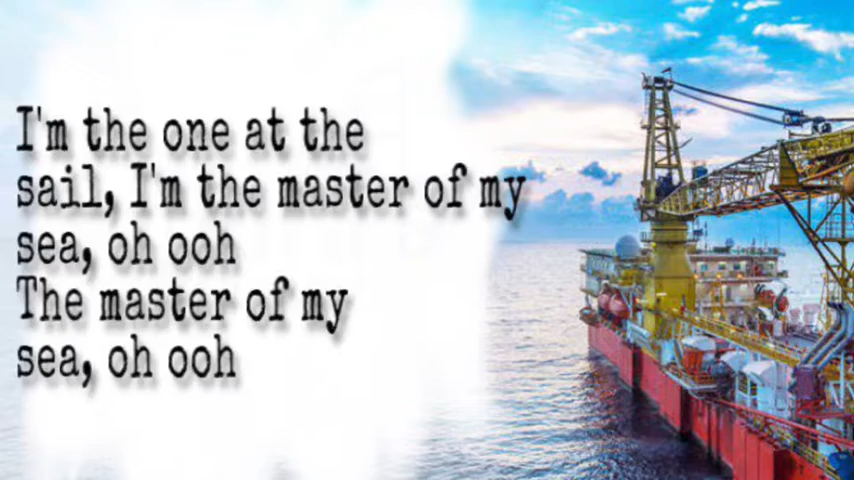 I'm the one at the
sail, I'm the master of my
sea, oh ooh
The master of my
sea, oh ooh